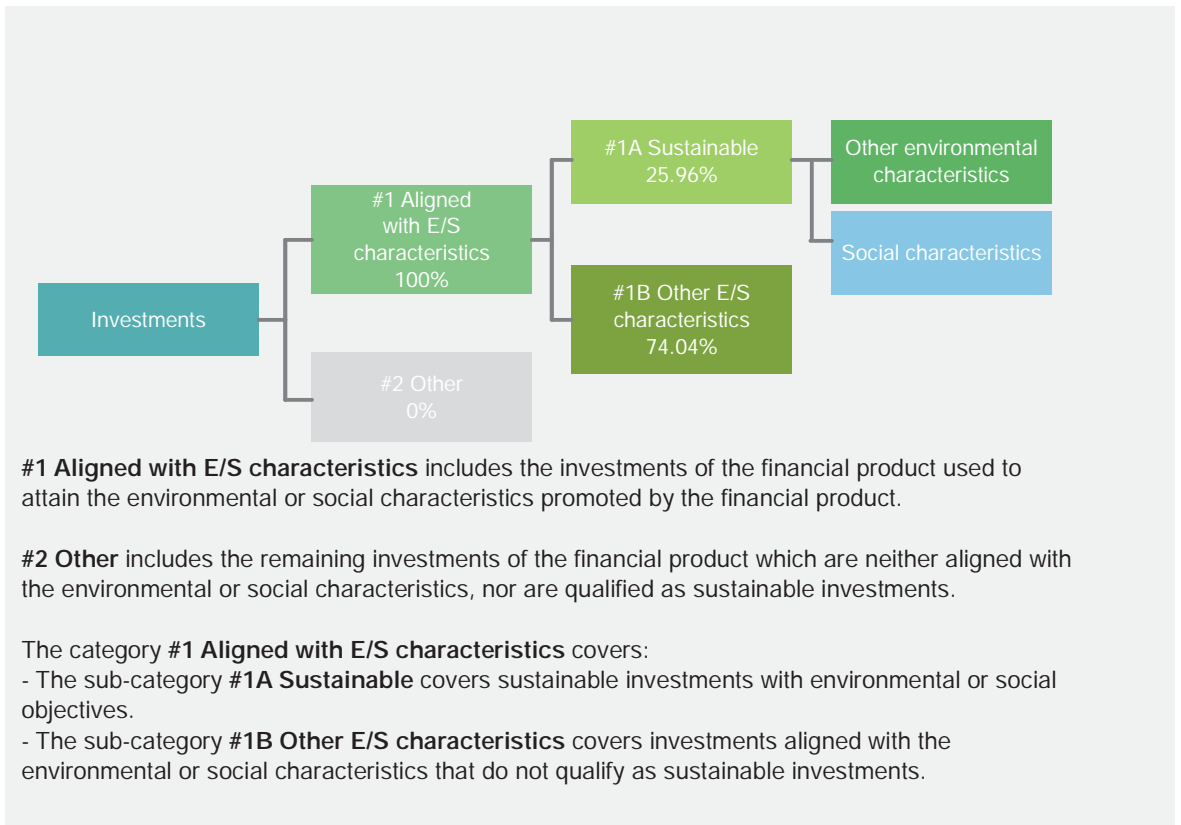 #1A Sustainable
25.96%
Other environmental
characteristics
#1 Aligned
with E/S
characteristics
100%
Social characteristics
Investments
#1B Other E/S
characteristics
74.04%
#2 Other
0%
#1 Aligned with E/S characteristics includes the investments of the financial product used to
attain the environmental or social characteristics promoted by the financial product.
#2 Other includes the remaining investments of the financial product which are neither aligned with
the environmental or social characteristics, nor are qualified as sustainable investments.
The category #1 Aligned with E/S characteristics covers:
- The sub-category #1A Sustainable covers sustainable investments with environmental or social
objectives.
- The sub-category #1B Other E/S characteristics covers investments aligned with the
environmental or social characteristics that do not qualify as sustainable investments.